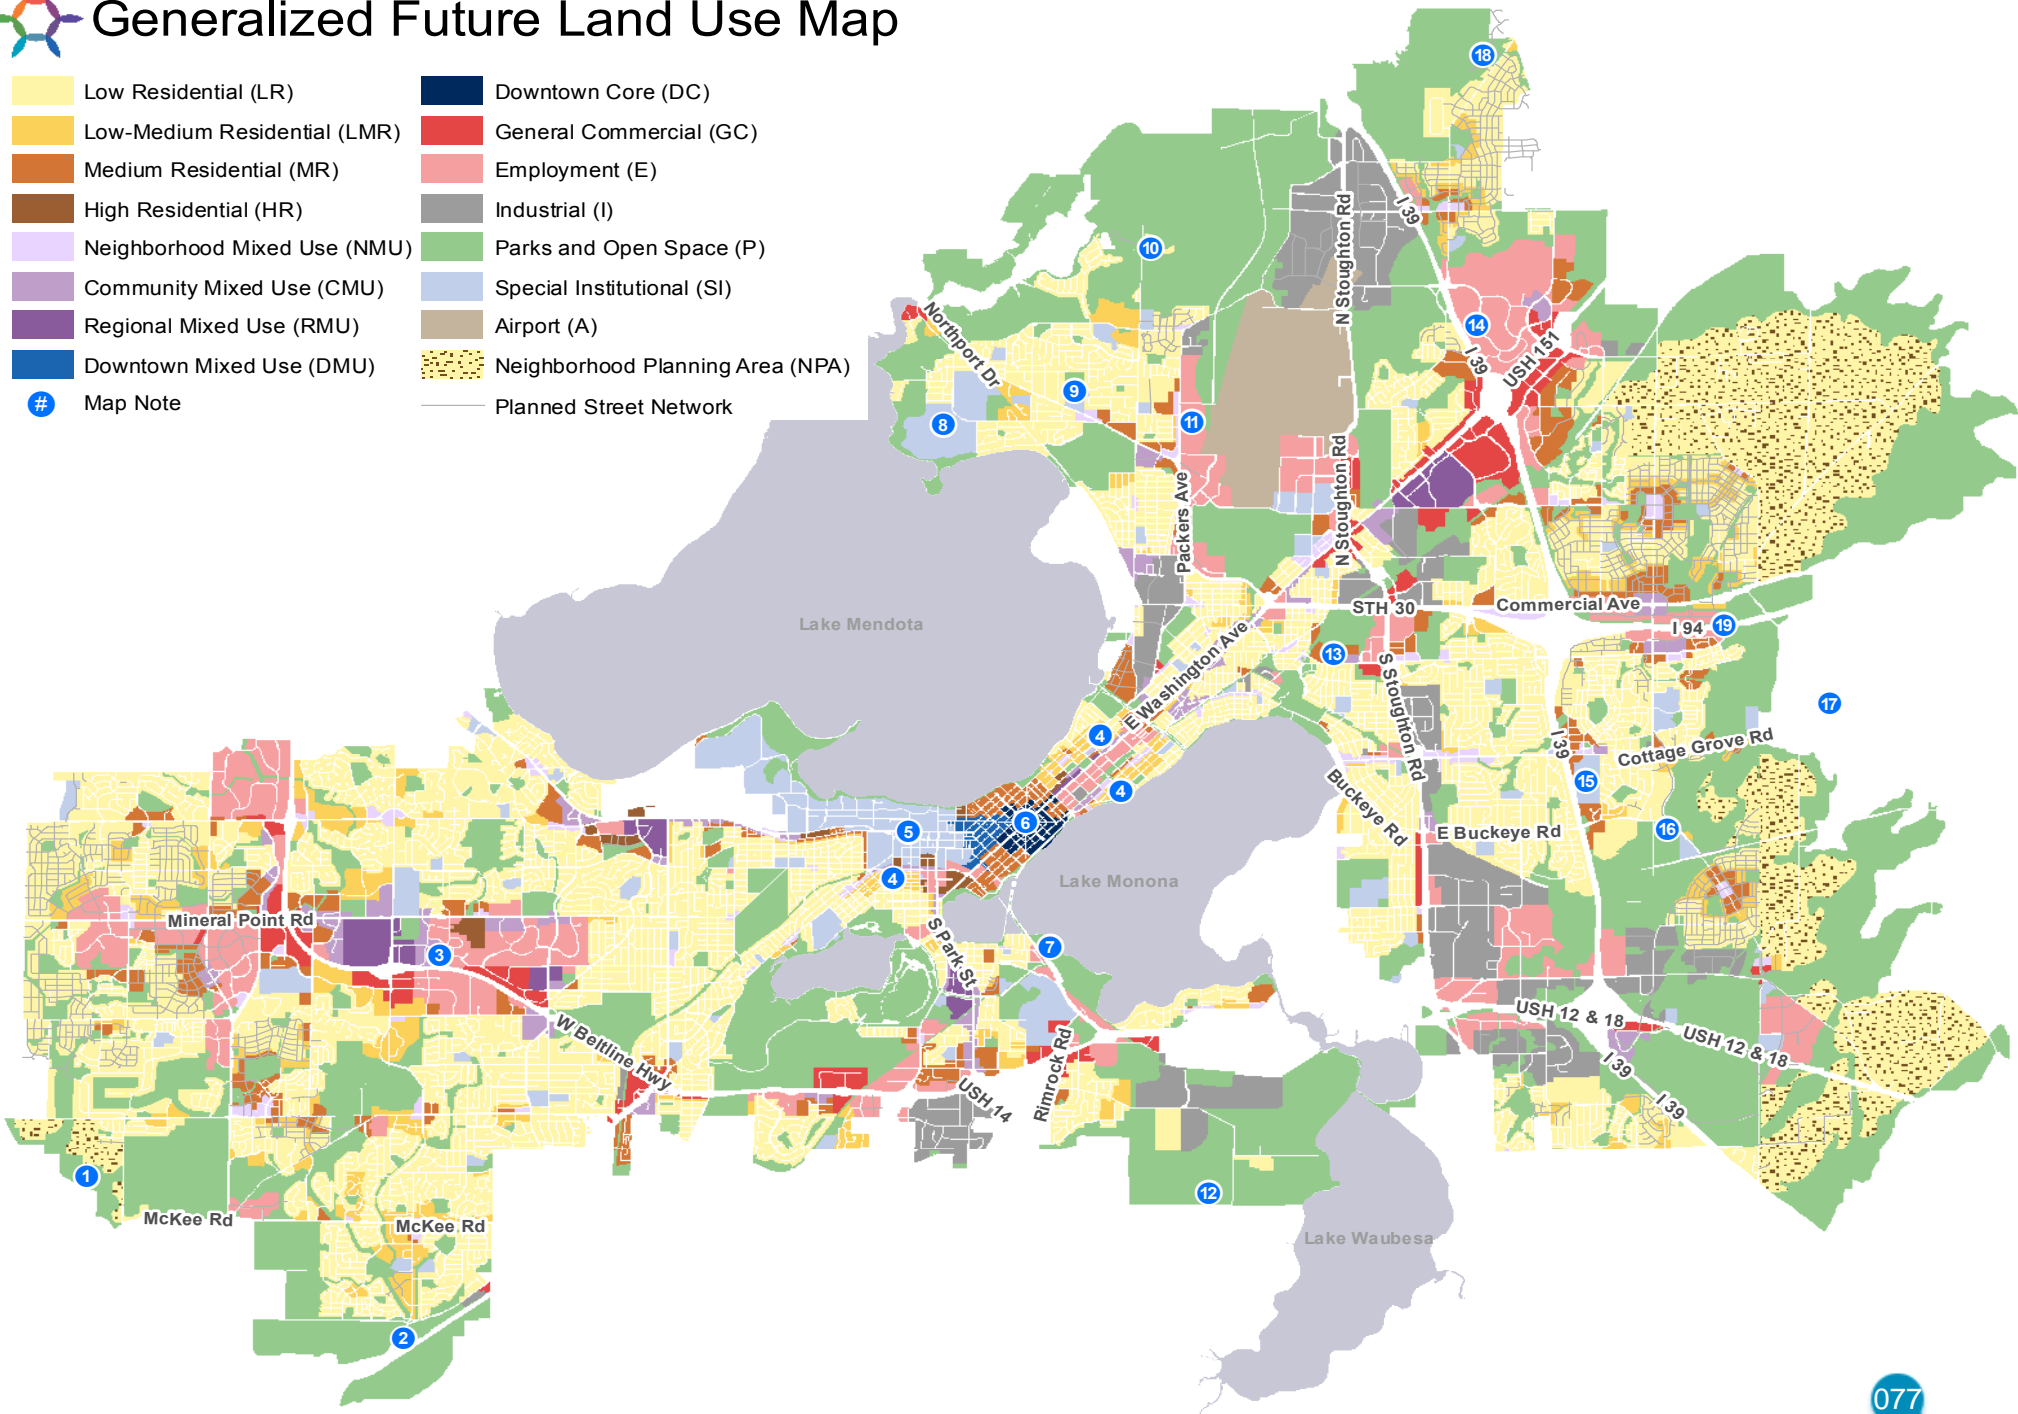 Generalized Future Land Use Map
Low Residential (LR)
Low-Medium Residential (LMR)
Medium Residential (MR)
High Residential (HR)
Neighborhood Mixed Use (NMU)
Community Mixed Use (CMU)
Regional Mixed Use (RMU)
Downtown Mixed Use (DMU)
# Map Note
Downtown Core (DC)
General Commercial (GC)
Employment (E)
Industrial (I)
Parks and Open Space (P)
Special Institutional (SI)
Airport (A)
Neighborhood Planning Area (NPA)
Planned Street Network
18
I 39
N Stoughton Rd
10
Northport Dr
14
I 39
USH 151
9
8
11
N Stoughton Rd
Packers Ave
STH 30
Commercial Ave
Lake Mendota
I 94
19
13
E Washington Ave
S Stoughton Rd
17
4
I 39
Cottage Grove Rd
15
4
Buckeye Rd
6
5
E Buckeye Rd
16
4
Lake Monona
Mineral Point Rd
3
S Park St
7
USH 12 & 18
W Beltline Hwy
Rimrock Rd
USH 12 & 18
I 39
USH 14
I 39
1
12
McKee Rd
McKee Rd
Lake Waubesa
2
077